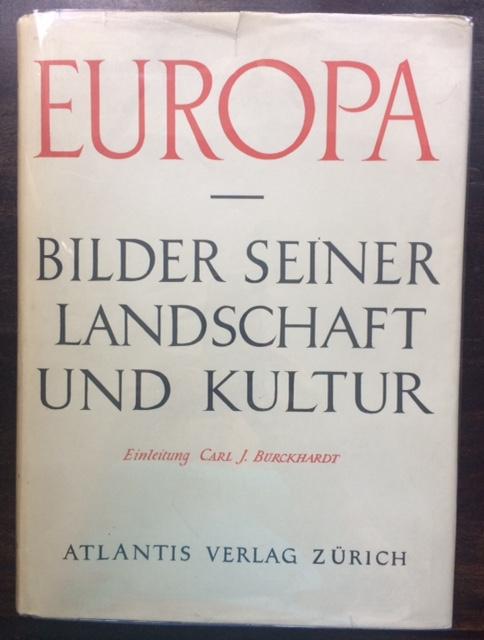 EUROPA
BILDER SEINER
LANDSCHAFT
UND KULTUR
Einleitung CARL J. BURCKHARDT
ATLANTIS VERLAG ZÜRICH